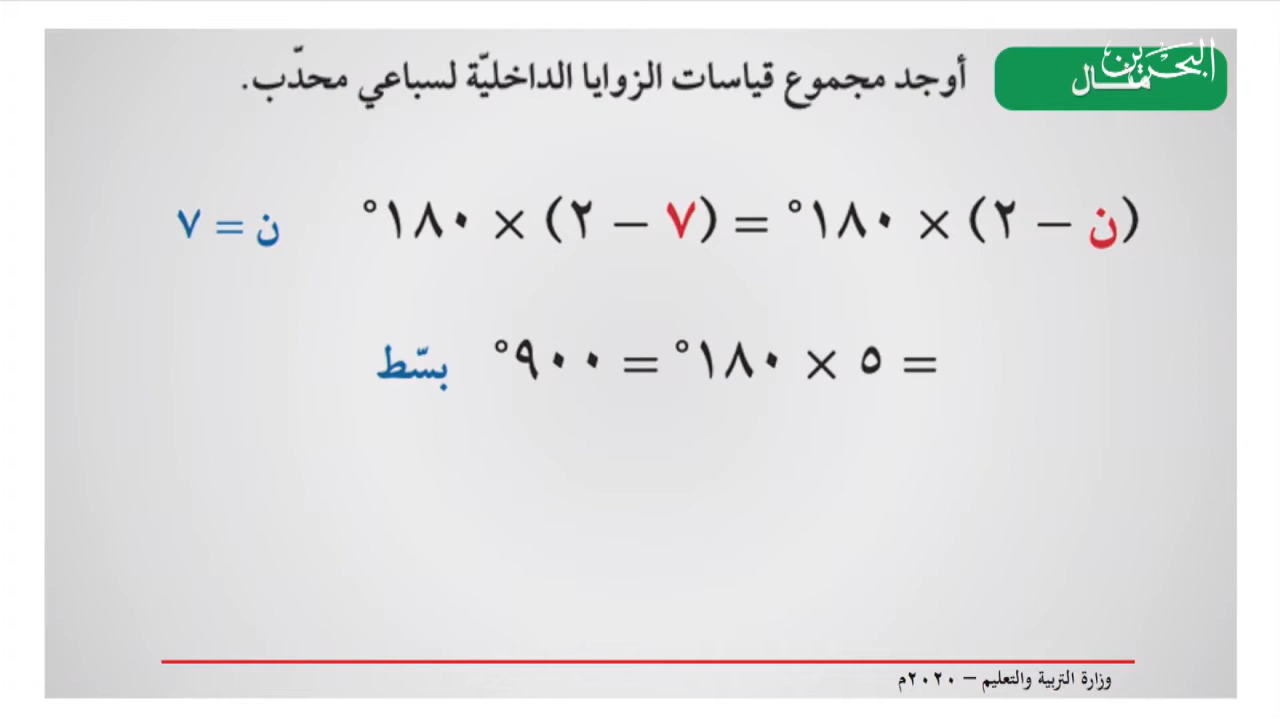 البحرين
مثال
أوجد مجموع قياسات الزوايا الداخليّة لسباعي محدّب.
(ن − ٢) × ١٨٠° = (٧ − ٢) × ١٨٠° ن = ٧
= ٥ × ١٨٠° = ٩٠٠° بسّط
وزارة التربية والتعليم – ٢٠٢٠م